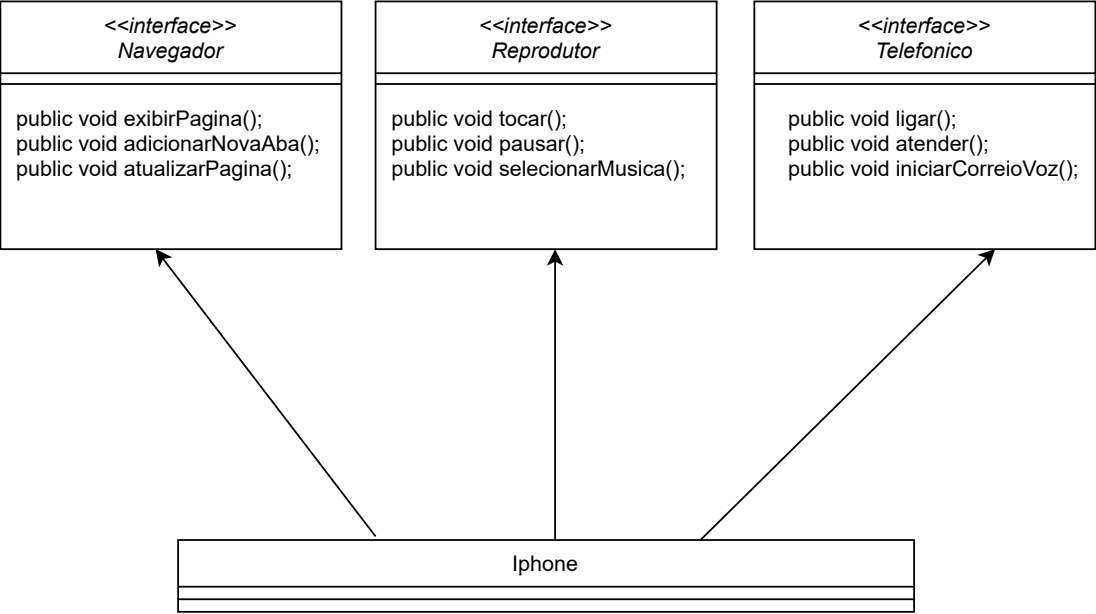 <<interface>>
Navegador
public void exibirPagina();
public void adicionarNovaAba();
public void atualizarPagina();
<<interface>>
Reprodutor
public void tocar();
public void pausar();
public void selecionarMusica();
<<interface>>
Telefonico
public void ligar();
public void atender();
public void iniciarCorreioVoz();
Iphone